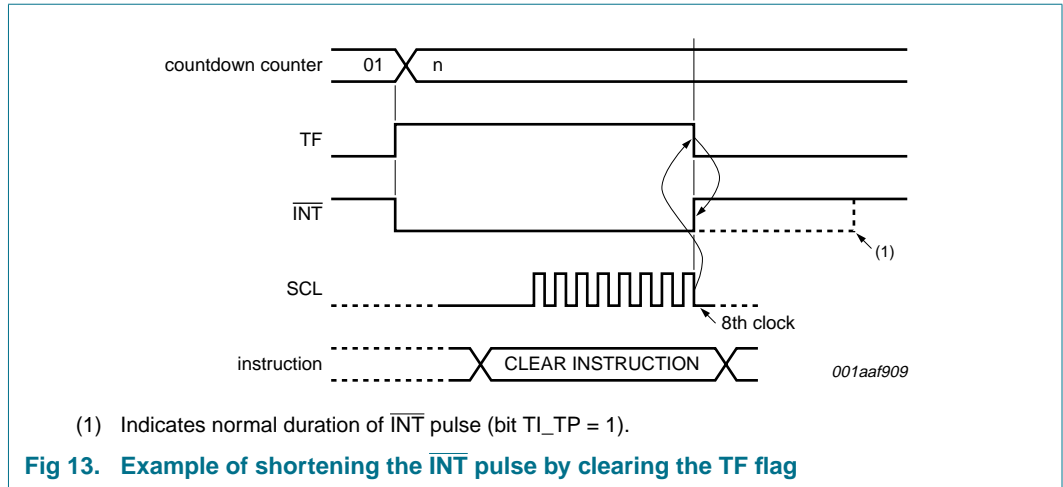 countdown counter 01 n
TF
INT
(1)
SCL
8th clock
instruction CLEAR INSTRUCTION
001aaf909
(1) Indicates normal duration of INT pulse (bit TI_TP = 1).
Fig 13. Example of shortening the INT pulse by clearing the TF flag